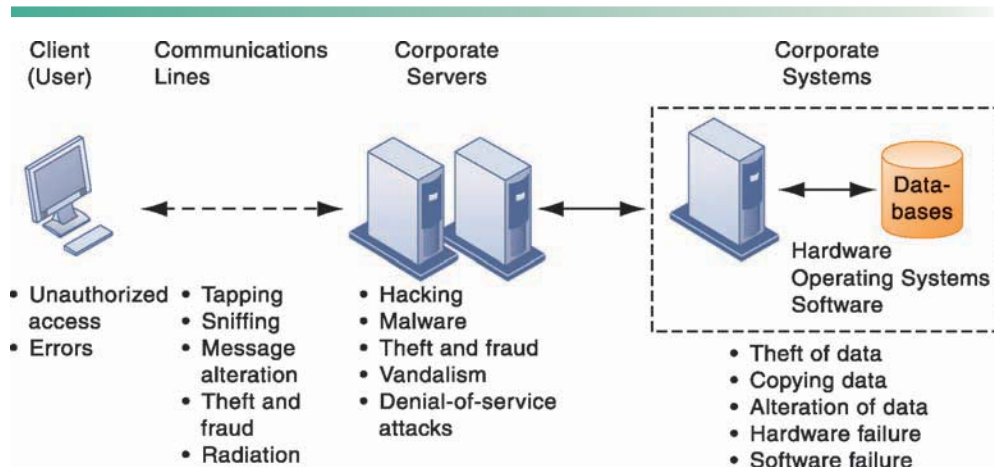 Client
(User)
Communications
Lines
Corporate
Servers
Corporate
Systems
Data-
bases
Hardware
Operating Systems
Software
• Unauthorized
access
• Errors
• Tapping
• Sniffing
• Message
alteration
• Theft and
fraud
• Radiation
• Hacking
• Malware
• Theft and fraud
• Vandalism
• Denial-of-service
attacks
• Theft of data
• Copying data
• Alteration of data
• Hardware failure
• Software failure